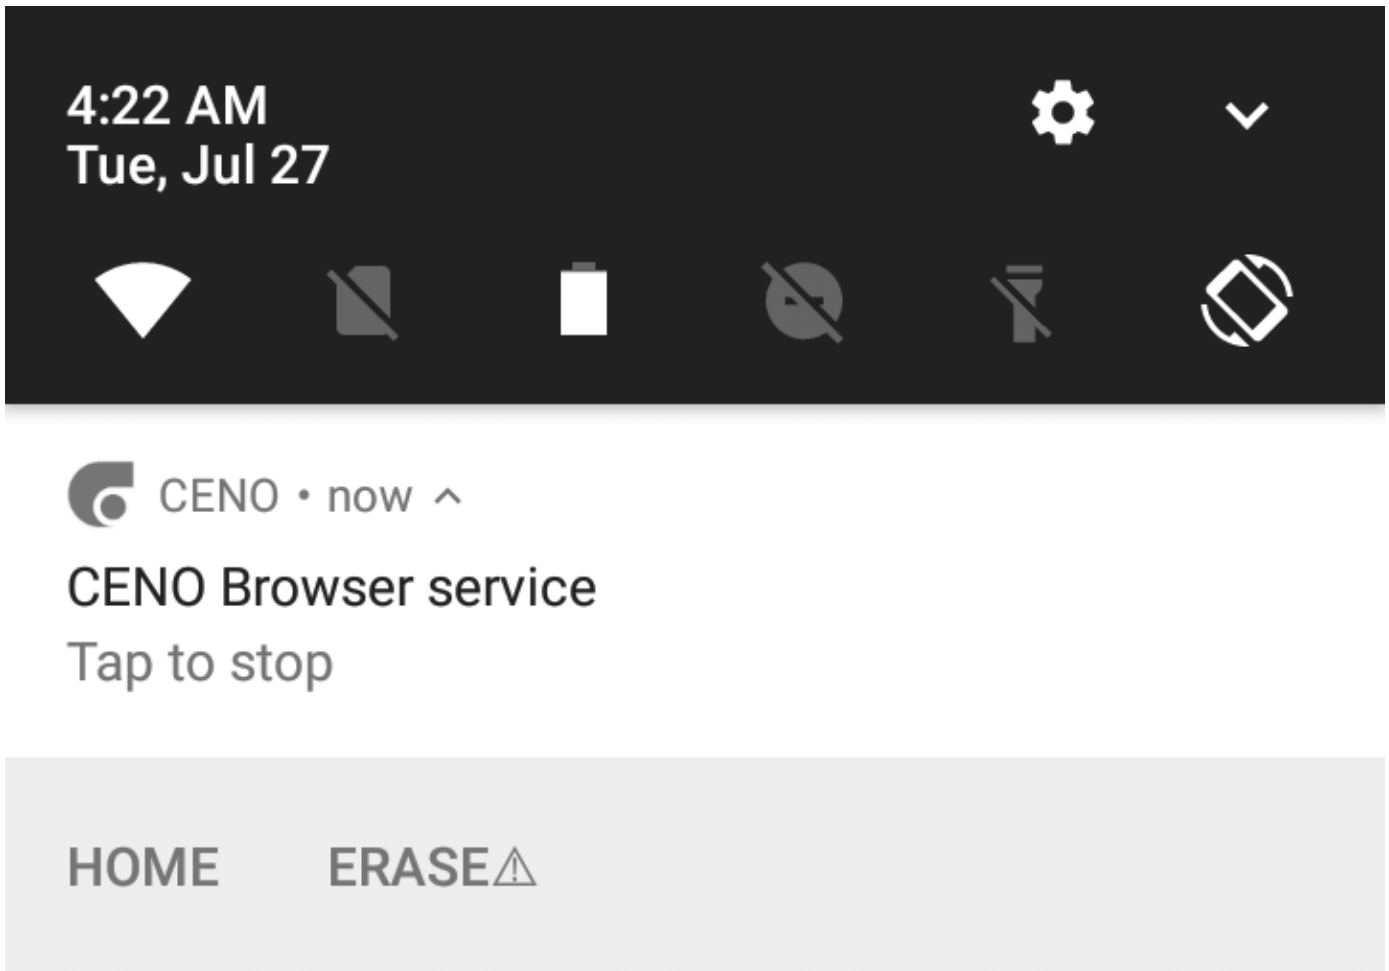 4:22 AM
Tue, Jul 27
CENO • now
CENO Browser service
Tap to stop
HOME ERASE⚠